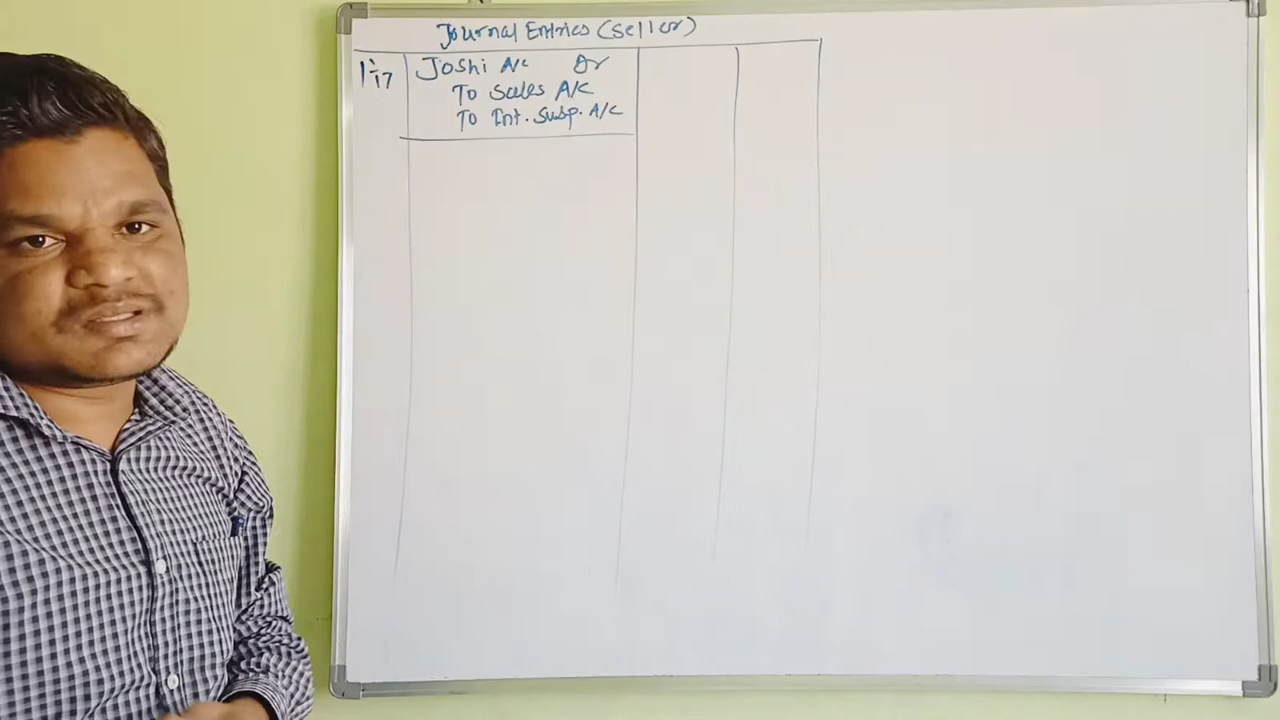 Journal Entries (Seller)
1/1/17 Joshi A/c Dr
To Sales A/c
To Int. Susp. A/c